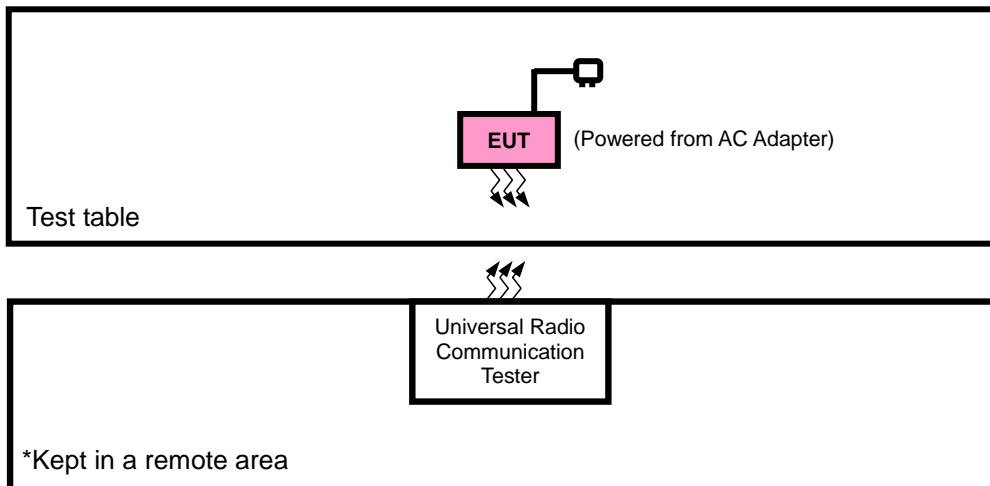 EUT
(Powered from AC Adapter)
Test table
Universal Radio
Communication
Tester
*Kept in a remote area